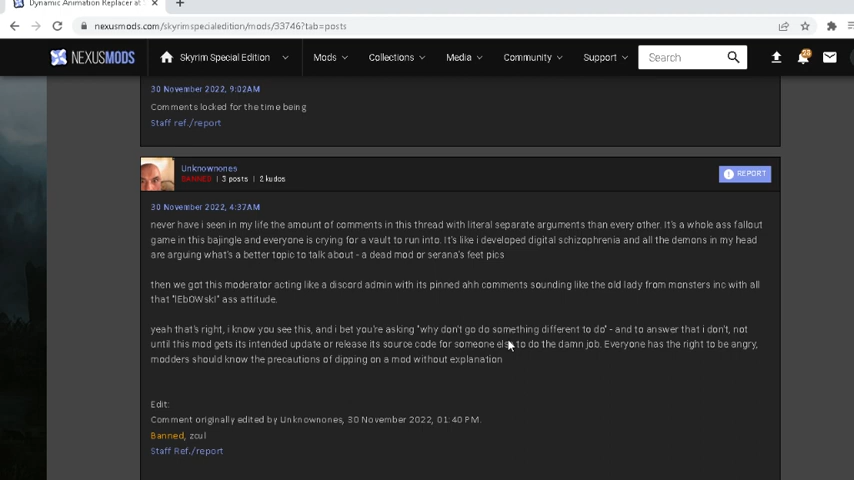 Dynamic Animation Replacer at
nexusmods.com/skyrimspecialedition/mods/33746?tab=posts
NEXUSMODS Skyrim Special Edition Mods Collections Media Community Support Search
30 November 2022, 9:02AM
Comments locked for the time being
Staff ref./report
Unknownones
BANNED | 3 posts | 2 kudos
REPORT
30 November 2022, 4:37AM
never have i seen in my life the amount of comments in this thread with literal separate arguments than every other. It's a whole ass fallout
game in this bajingle and everyone is crying for a vault to run into. It's like i developed digital schizophrenia and all the demons in my head
are arguing what's a better topic to talk about - a dead mod or serana's feet pics
then we got this moderator acting like a discord admin with its pinned ahh comments sounding like the old lady from monsters inc with all
that "lEbOWskI" ass attitude.
yeah that's right, i know you see this, and i bet you're asking "why don't go do something different to do" - and to answer that i don't, not
until this mod gets its intended update or release its source code for someone else to do the damn job. Everyone has the right to be angry,
modders should know the precautions of dipping on a mod without explanation
Edit:
Comment originally edited by Unknownones, 30 November 2022, 01:40 PM.
Banned, zcul
Staff Ref./report